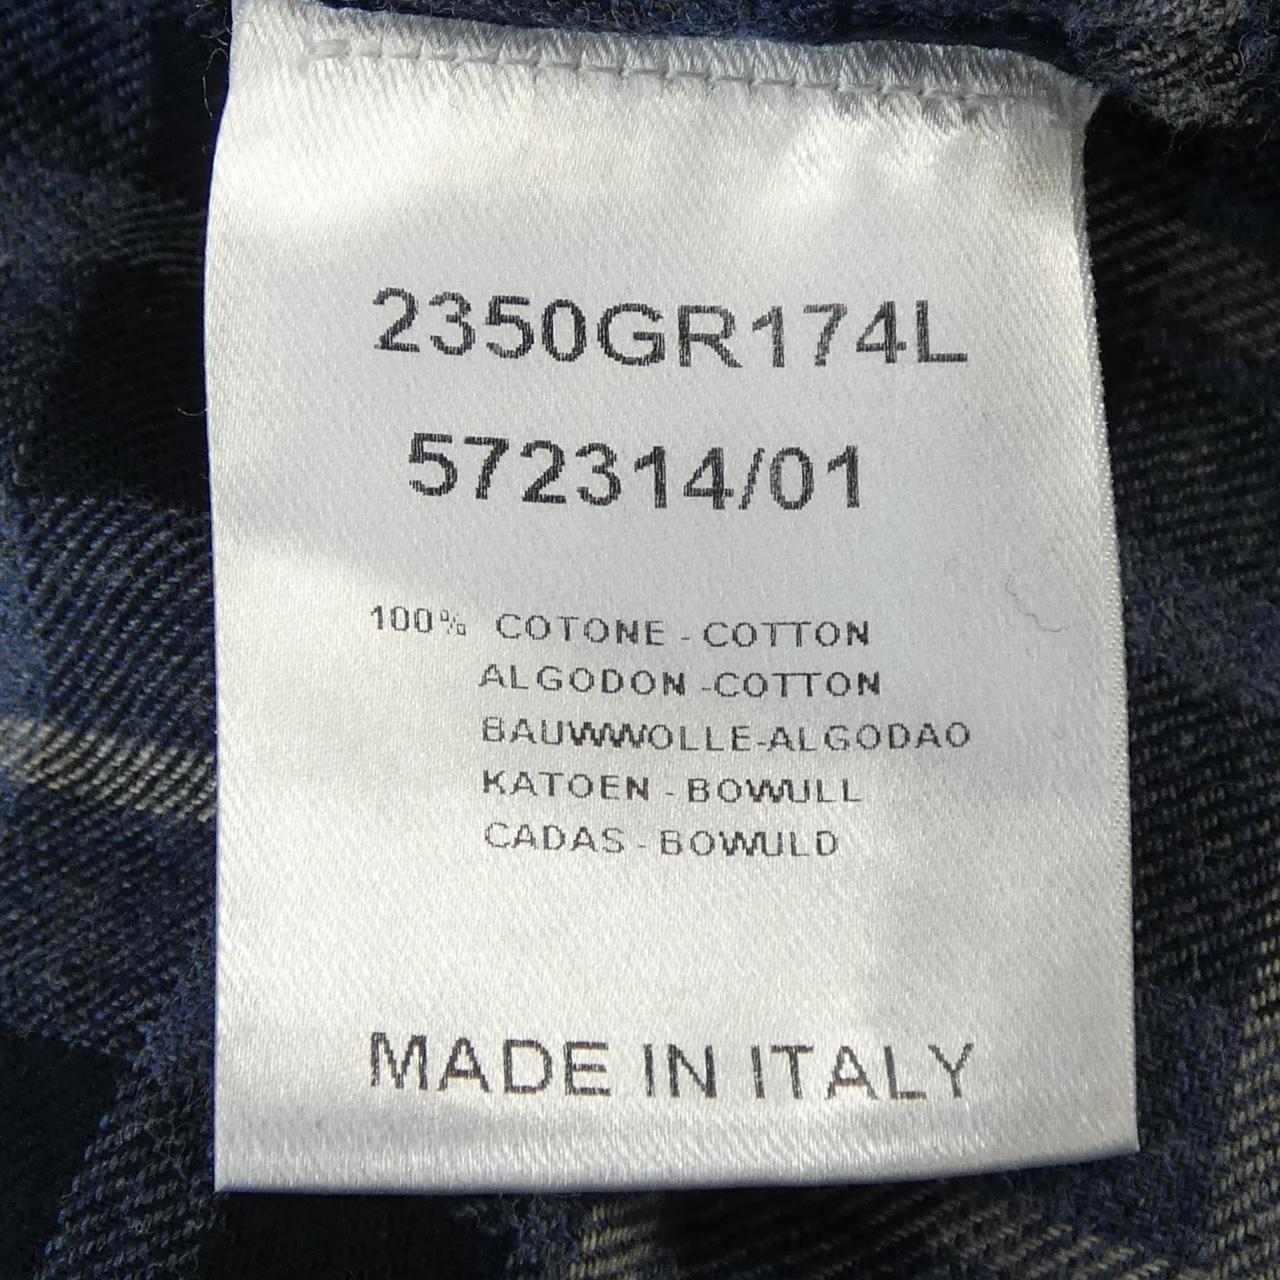 2350GR174L
572314/01
100% COTONE - COTTON
ALGODON -COTTON
BAUWWOLLE-ALGODAO
KATOEN - BOWULL
CADAS - BOWULD
MADE IN ITALY